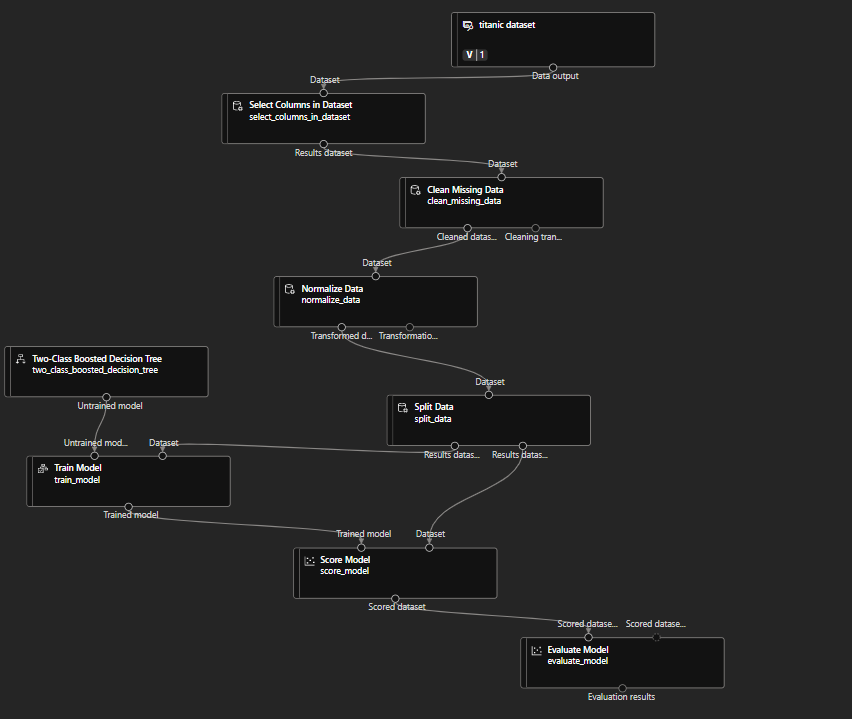 titanic dataset
V 1
Data output
Dataset
Select Columns in Dataset
select_columns_in_dataset
Results dataset
Dataset
Clean Missing Data
clean_missing_data
Cleaned datas... Cleaning tran...
Dataset
Normalize Data
normalize_data
Transformed d... Transformatio...
Two-Class Boosted Decision Tree
two_class_boosted_decision_tree
Untrained model
Dataset
Split Data
split_data
Results datas... Results datas...
Untrained mod... Dataset
Train Model
train_model
Trained model
Trained model Dataset
Score Model
score_model
Scored dataset
Scored datase... Scored datase...
Evaluate Model
evaluate_model
Evaluation results